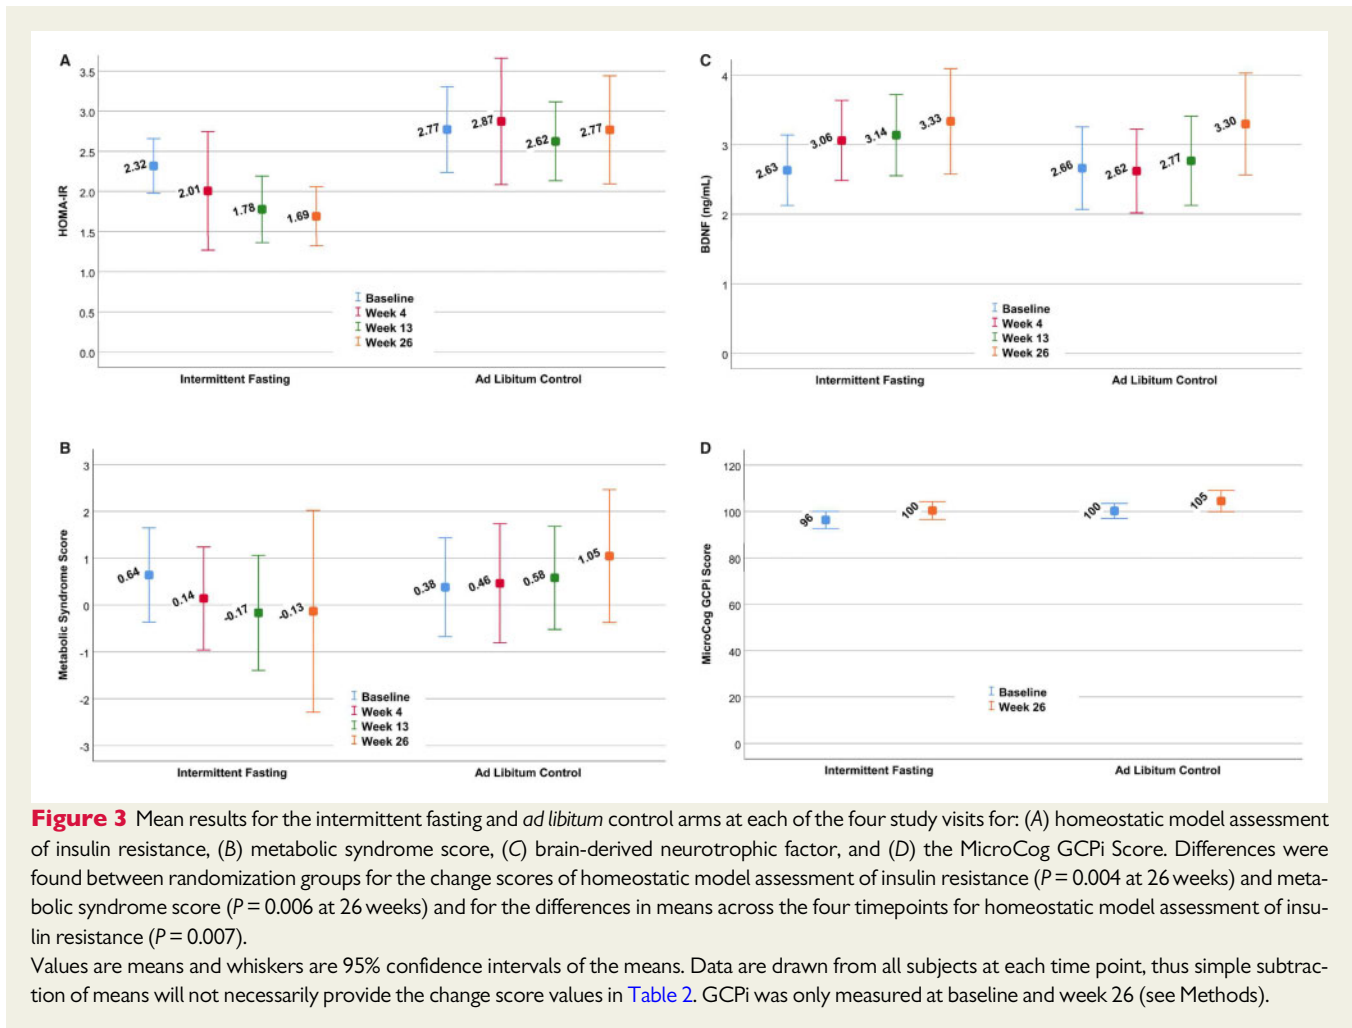 A
3.5
3.0
2.5
2.0
1.5
1.0
0.5
0.0
HOMA-IR
2.32
2.01
1.78
1.69
2.77
2.87
2.62
2.77
Baseline
Week 4
Week 13
Week 26
Intermittent Fasting
Ad Libitum Control
C
4
3
2
1
0
BDNF (ng/mL)
2.63
3.06
3.14
3.33
2.66
2.62
2.77
3.30
Baseline
Week 4
Week 13
Week 26
Intermittent Fasting
Ad Libitum Control
B
3
2
1
0
-1
-2
-3
Metabolic Syndrome Score
0.64
0.14
-0.17
-0.13
0.38
0.46
0.58
1.05
Baseline
Week 4
Week 13
Week 26
Intermittent Fasting
Ad Libitum Control
D
120
100
80
60
40
20
0
MicroCog GCPi Score
96
100
100
105
Baseline
Week 26
Intermittent Fasting
Ad Libitum Control
Figure 3 Mean results for the intermittent fasting and ad libitum control arms at each of the four study visits for: (A) homeostatic model assessment
of insulin resistance, (B) metabolic syndrome score, (C) brain-derived neurotrophic factor, and (D) the MicroCog GCPi Score. Differences were
found between randomization groups for the change scores of homeostatic model assessment of insulin resistance (P = 0.004 at 26 weeks) and meta-
bolic syndrome score (P = 0.006 at 26 weeks) and for the differences in means across the four timepoints for homeostatic model assessment of insu-
lin resistance (P = 0.007).
Values are means and whiskers are 95% confidence intervals of the means. Data are drawn from all subjects at each time point, thus simple subtrac-
tion of means will not necessarily provide the change score values in Table 2. GCPi was only measured at baseline and week 26 (see Methods).